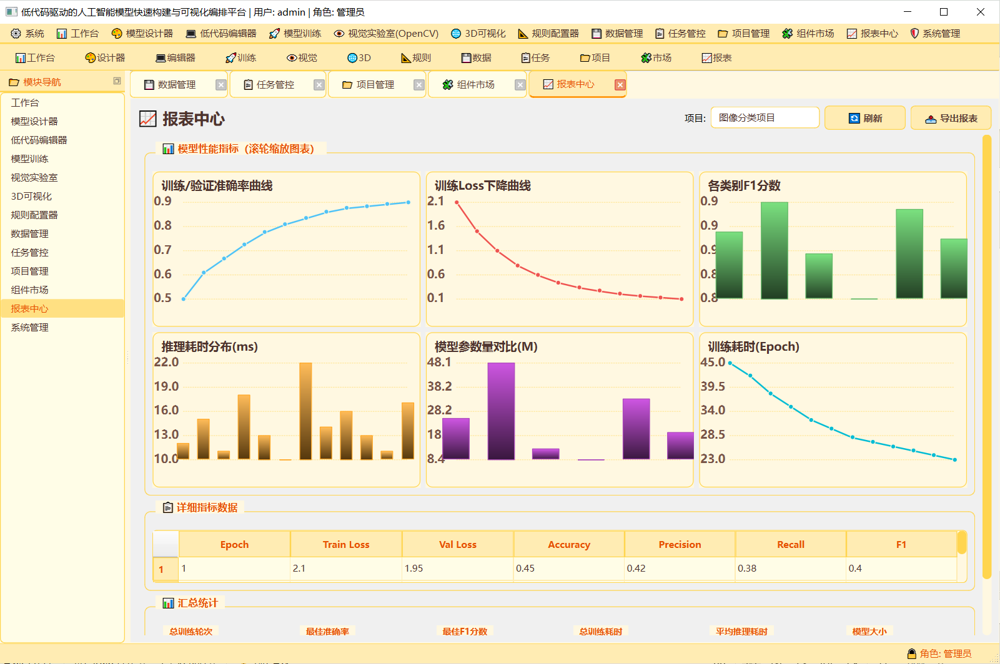 低代码驱动的人工智能模型快速构建与可视化编排平台 | 用户: admin | 角色: 管理员
系统 工作台 模型设计器 低代码编辑器 模型训练 视觉实验室(OpenCV) 3D可视化 规则配置器 数据管理 任务管控 项目管理 组件市场 报表中心 系统管理
工作台 设计器 编辑器 训练 视觉 3D 规则 数据 任务 项目 市场 报表
模块导航
工作台
模型设计器
低代码编辑器
模型训练
视觉实验室
3D可视化
规则配置器
数据管理
任务管控
项目管理
组件市场
报表中心
系统管理
数据管理 任务管控 项目管理 组件市场 报表中心
报表中心
项目: 图像分类项目 刷新 导出报表
模型性能指标（滚轮缩放图表）
训练/验证准确率曲线
0.9
0.8
0.7
0.6
0.5
训练Loss下降曲线
2.1
1.6
1.1
0.6
0.1
各类别F1分数
0.9
0.9
0.9
0.8
0.8
推理耗时分布(ms)
22.0
19.0
16.0
13.0
10.0
模型参数量对比(M)
48.1
38.2
28.2
18
8.4
训练耗时(Epoch)
45.0
39.5
34.0
28.5
23.0
详细指标数据
Epoch Train Loss Val Loss Accuracy Precision Recall F1
1 1 2.1 1.95 0.45 0.42 0.38 0.4
汇总统计
总训练轮次 最佳准确率 最佳F1分数 总训练耗时 平均推理耗时 模型大小
角色: 管理员